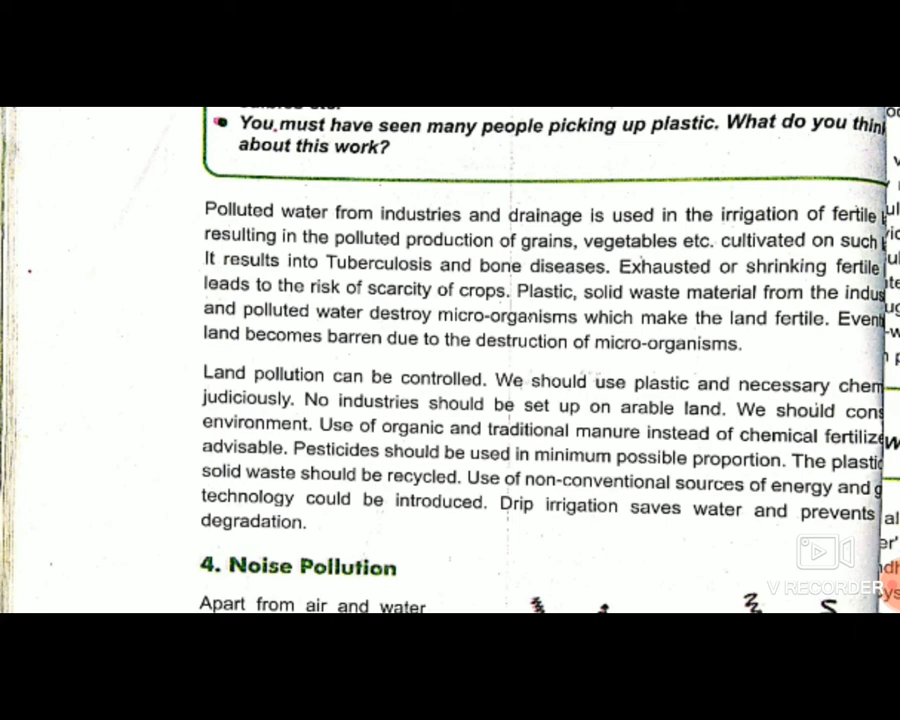 • You must have seen many people picking up plastic. What do you thin
about this work?
Polluted water from industries and drainage is used in the irrigation of fertile
resulting in the polluted production of grains, vegetables etc. cultivated on such
It results into Tuberculosis and bone diseases. Exhausted or shrinking fertile
leads to the risk of scarcity of crops. Plastic, solid waste material from the indus
and polluted water destroy micro-organisms which make the land fertile. Event
land becomes barren due to the destruction of micro-organisms.
Land pollution can be controlled. We should use plastic and necessary chem
judiciously. No industries should be set up on arable land. We should cons
environment. Use of organic and traditional manure instead of chemical fertilize
advisable. Pesticides should be used in minimum possible proportion. The plastic
solid waste should be recycled. Use of non-conventional sources of energy and g
technology could be introduced. Drip irrigation saves water and prevents
degradation.
4. Noise Pollution
Apart from air and water
V RECORDER